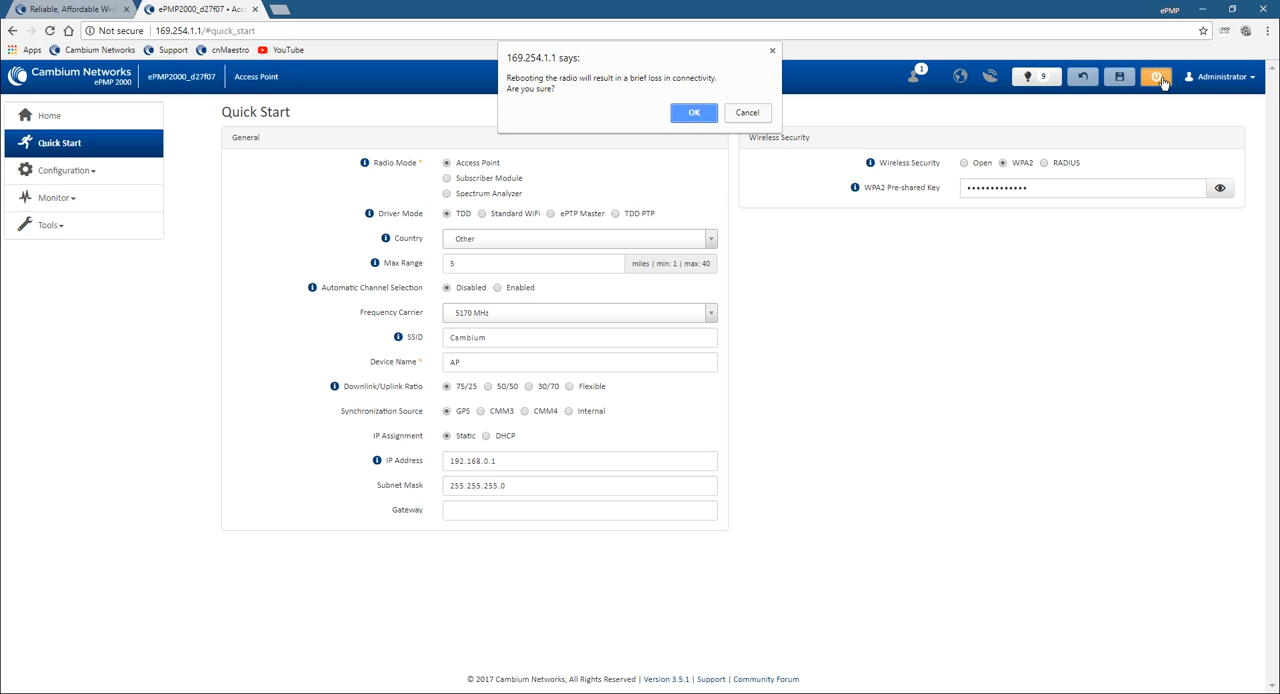 Reliable, Affordable Wi-F
ePMP2000_d27f07 • Acc
ePMP
Not secure | 169.254.1.1/#quick_start
Apps Cambium Networks Support cnMaestro YouTube
169.254.1.1 says:
Rebooting the radio will result in a brief loss in connectivity.
Are you sure?
OK Cancel
Cambium Networks
ePMP 2000
ePMP2000_d27f07
Access Point
1
9
Administrator
Home
Quick Start
Configuration
Monitor
Tools
Quick Start
General
Radio Mode * Access Point
Subscriber Module
Spectrum Analyzer
Driver Mode TDD Standard WiFi ePTP Master TDD PTP
Country Other
Max Range 5 miles | min: 1 | max: 40
Automatic Channel Selection Disabled Enabled
Frequency Carrier 5170 MHz
SSID Cambium
Device Name * AP
Downlink/Uplink Ratio 75/25 50/50 30/70 Flexible
Synchronization Source GPS CMM3 CMM4 Internal
IP Assignment Static DHCP
IP Address 192.168.0.1
Subnet Mask 255.255.255.0
Gateway
Wireless Security
Wireless Security Open WPA2 RADIUS
WPA2 Pre-shared Key •••••••••••••
© 2017 Cambium Networks, All Rights Reserved | Version 3.5.1 | Support | Community Forum